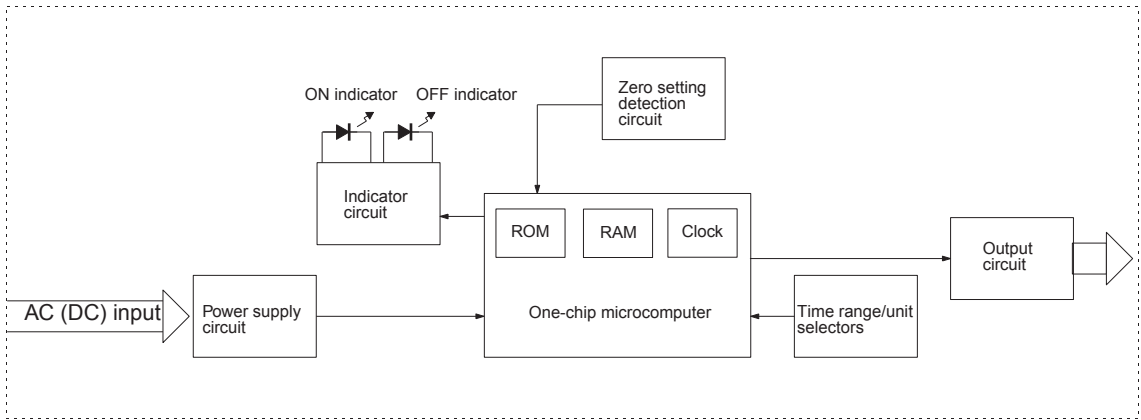 ON indicator
OFF indicator
Zero setting
detection
circuit
Indicator
circuit
ROM
RAM
Clock
Output
circuit
AC (DC) input
Power supply
circuit
One-chip microcomputer
Time range/unit
selectors